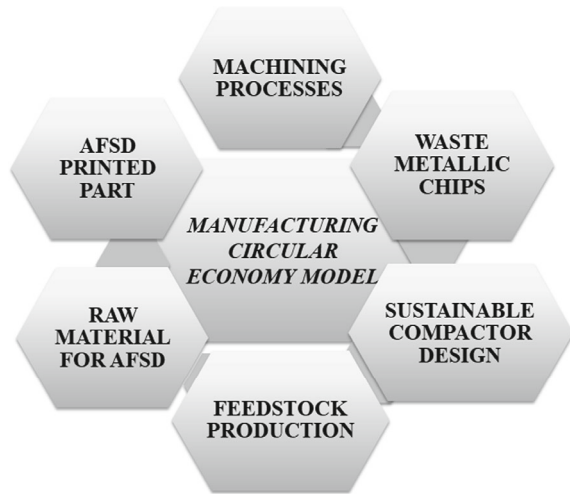 MACHINING
PROCESSES
WASTE
METALLIC
CHIPS
SUSTAINABLE
COMPACTOR
DESIGN
FEEDSTOCK
PRODUCTION
RAW
MATERIAL
FOR AFSD
AFSD
PRINTED
PART
MANUFACTURING
CIRCULAR
ECONOMY MODEL